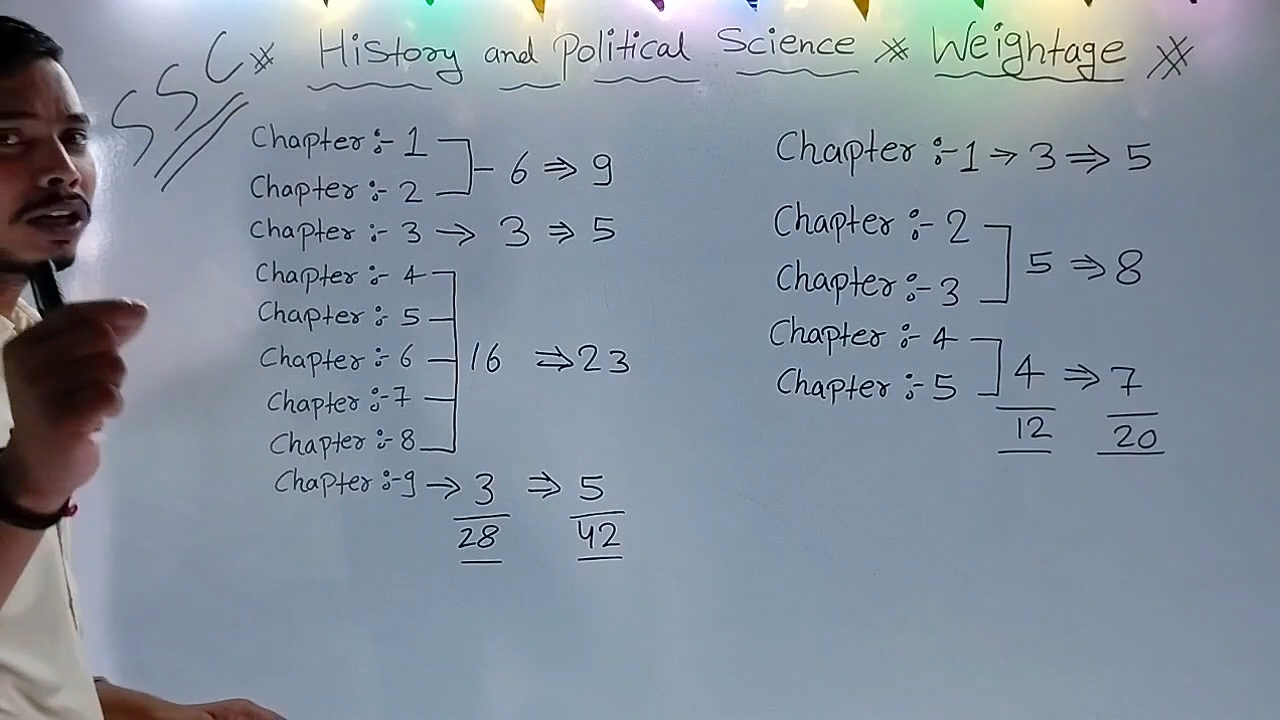 SSC
* History and Political Science * Weightage *
Chapter :- 1
Chapter :- 2
6 ⇒ 9
Chapter :- 3 → 3 ⇒ 5
Chapter :- 4
Chapter :- 5
Chapter :- 6
Chapter :- 7
Chapter :- 8
16 ⇒ 23
Chapter :- 9 → 3 ⇒ 5
28 42
Chapter :- 1 → 3 ⇒ 5
Chapter :- 2
Chapter :- 3
5 ⇒ 8
Chapter :- 4
Chapter :- 5
4 ⇒ 7
12 20